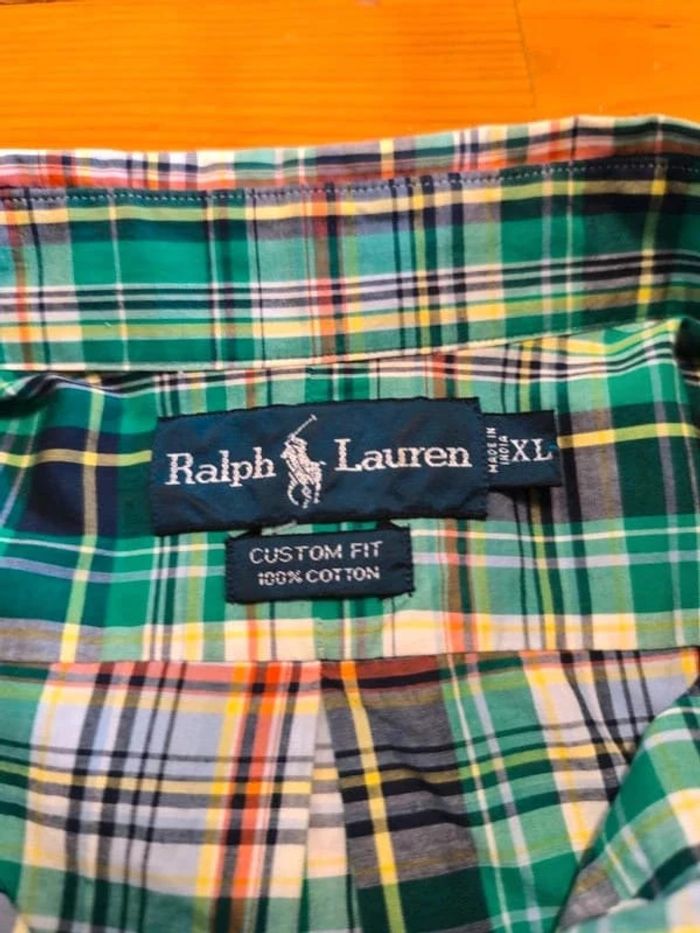 Ralph Lauren
MADE IN
INDIA
XL
CUSTOM FIT
100% COTTON